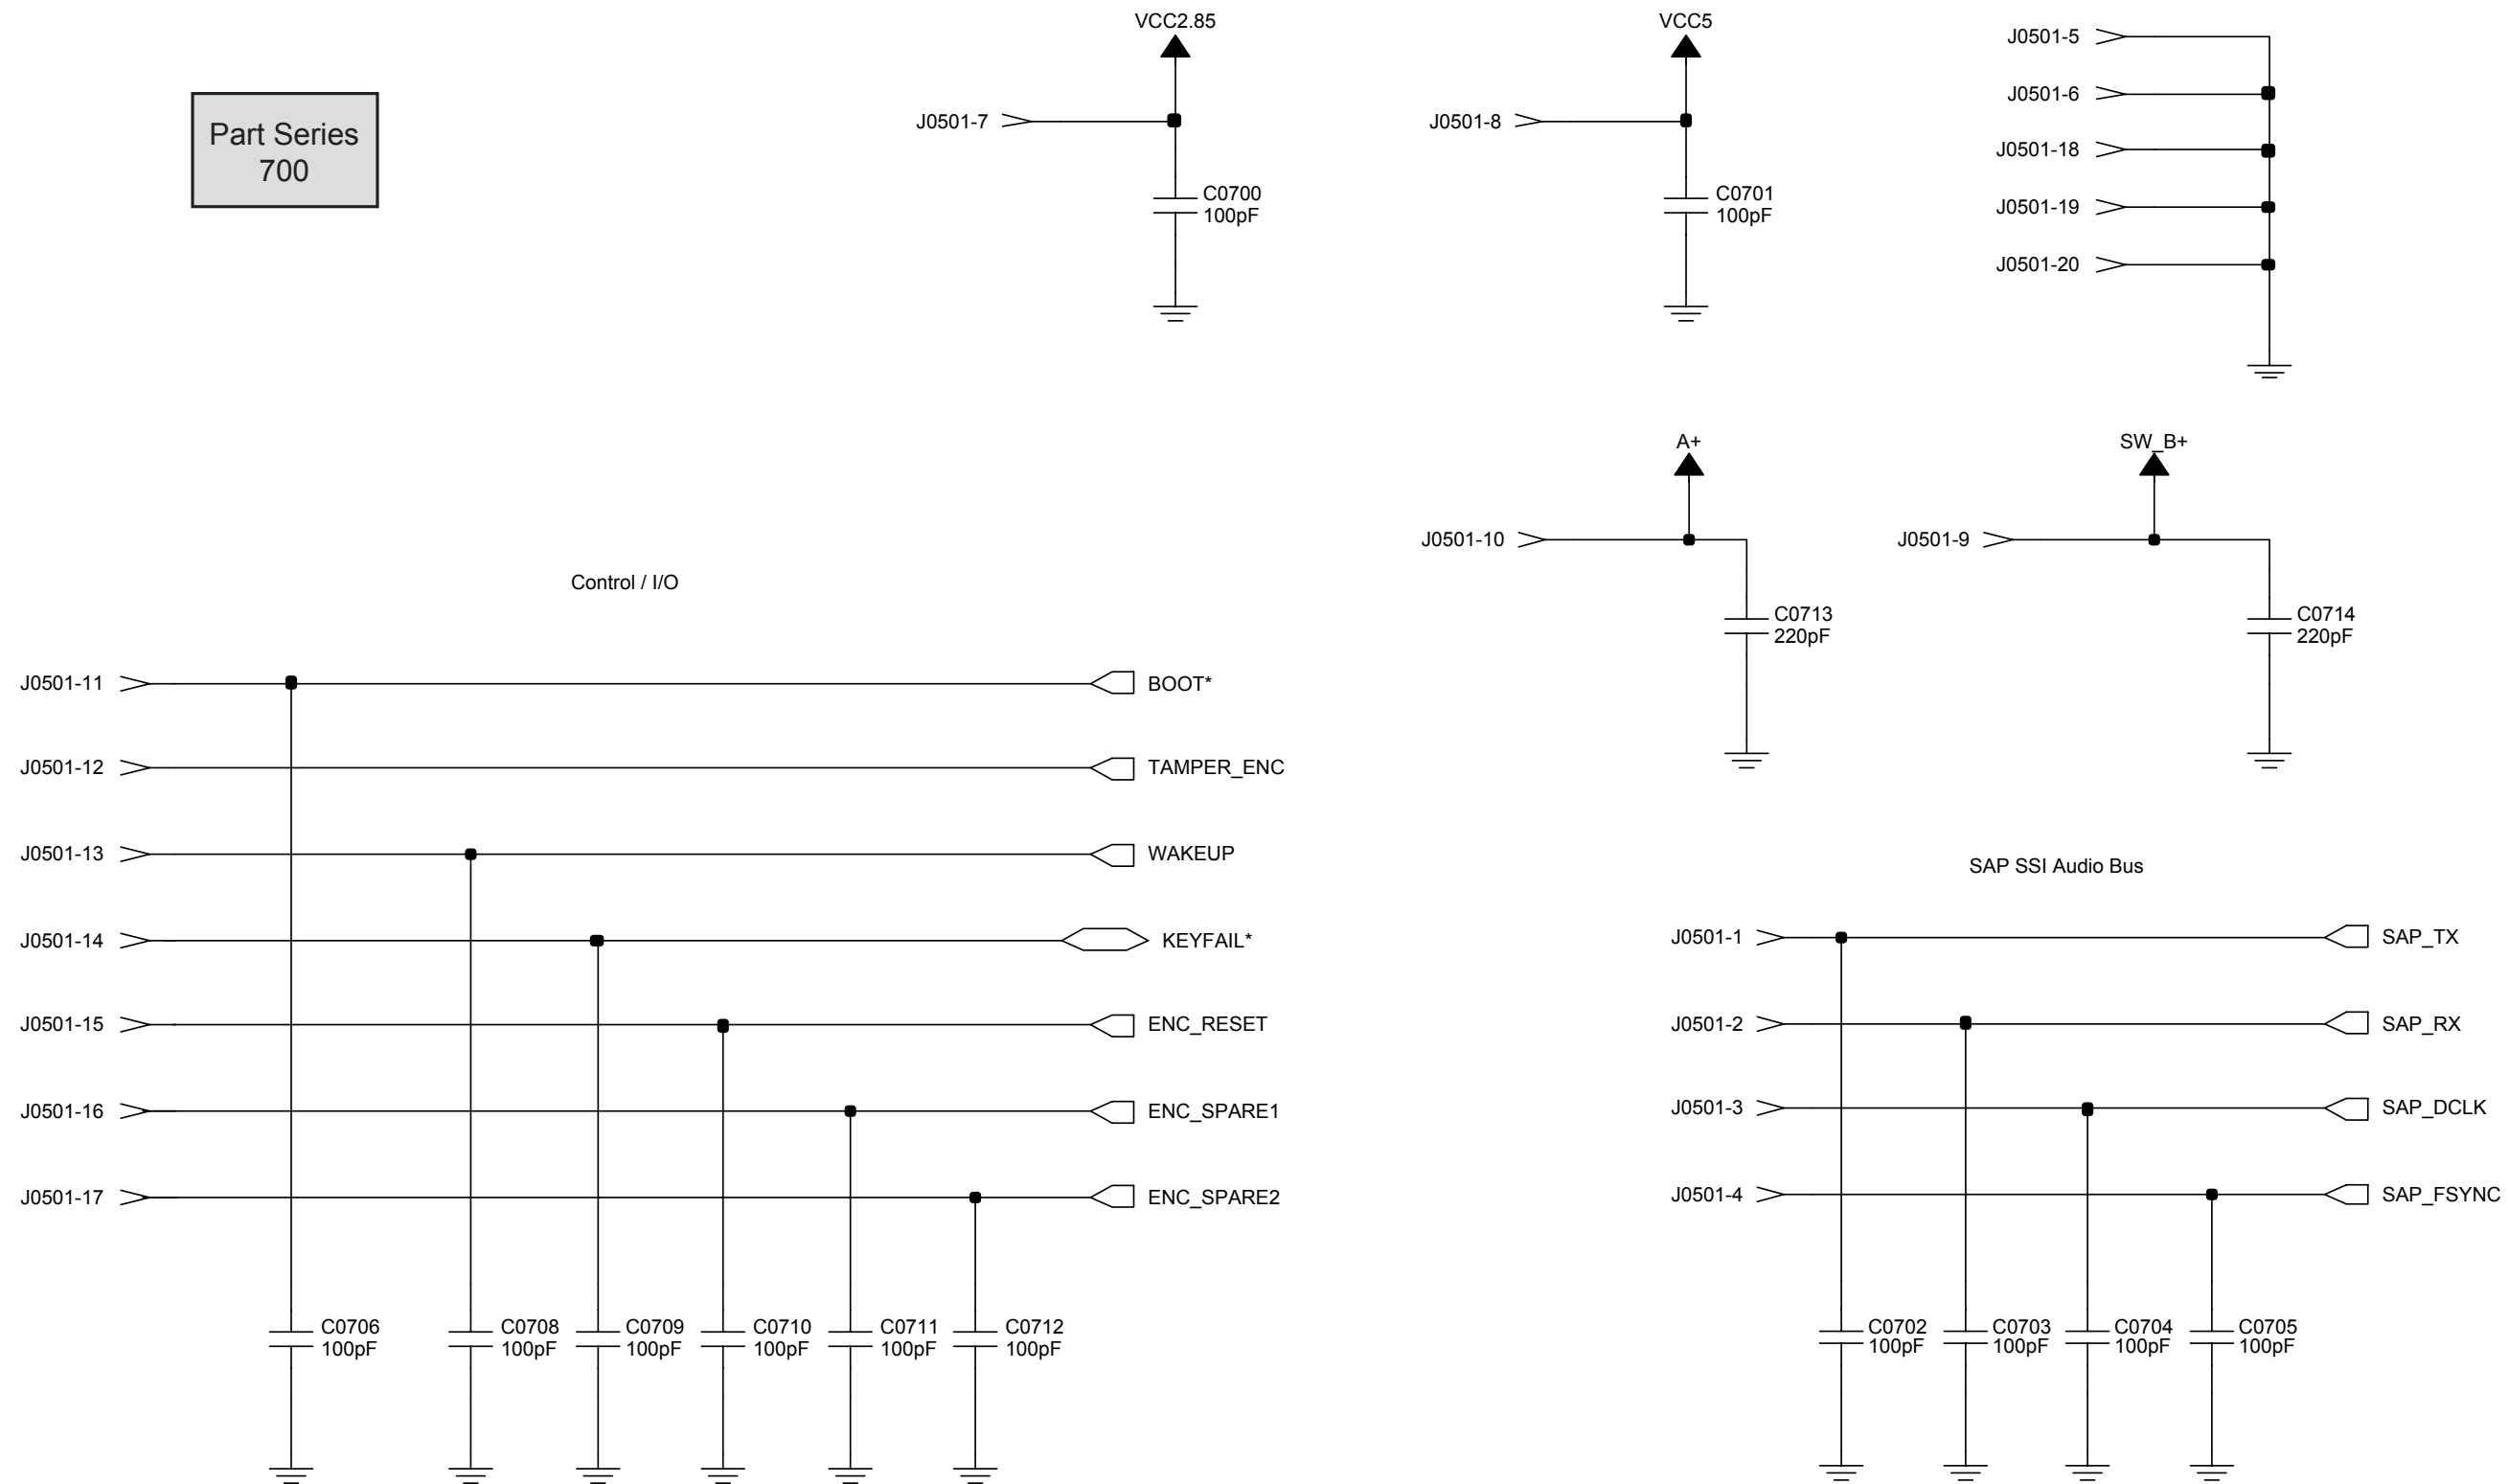 Part Series
700
VCC2.85
J0501-7
C0700
100pF
VCC5
J0501-8
C0701
100pF
J0501-5
J0501-6
J0501-18
J0501-19
J0501-20
A+
J0501-10
C0713
220pF
SW_B+
J0501-9
C0714
220pF
Control / I/O
J0501-11
BOOT*
J0501-12
TAMPER_ENC
J0501-13
WAKEUP
J0501-14
KEYFAIL*
J0501-15
ENC_RESET
J0501-16
ENC_SPARE1
J0501-17
ENC_SPARE2
C0706
100pF
C0708
100pF
C0709
100pF
C0710
100pF
C0711
100pF
C0712
100pF
SAP SSI Audio Bus
J0501-1
SAP_TX
J0501-2
SAP_RX
J0501-3
SAP_DCLK
J0501-4
SAP_FSYNC
C0702
100pF
C0703
100pF
C0704
100pF
C0705
100pF